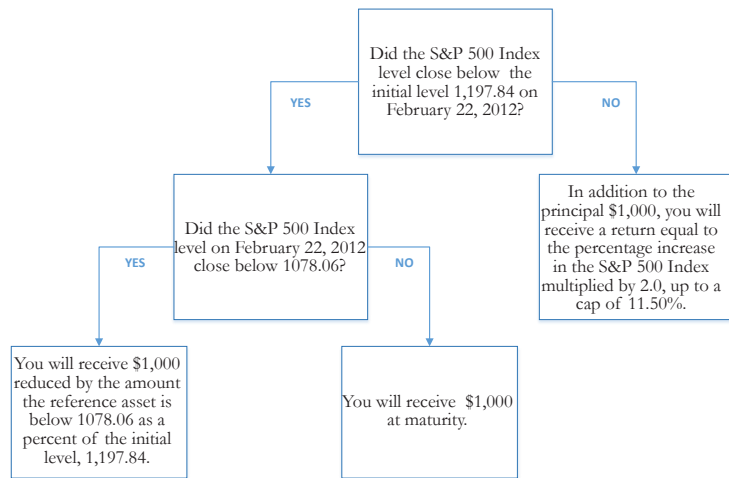 Did the S&P 500 Index
level close below the
initial level 1,197.84 on
February 22, 2012?
YES
NO
Did the S&P 500 Index
level on February 22, 2012
close below 1078.06?
In addition to the
principal $1,000, you will
receive a return equal to
the percentage increase
in the S&P 500 Index
multiplied by 2.0, up to a
cap of 11.50%.
YES
NO
You will receive $1,000
reduced by the amount
the reference asset is
below 1078.06 as a
percent of the initial
level, 1,197.84.
You will receive $1,000
at maturity.